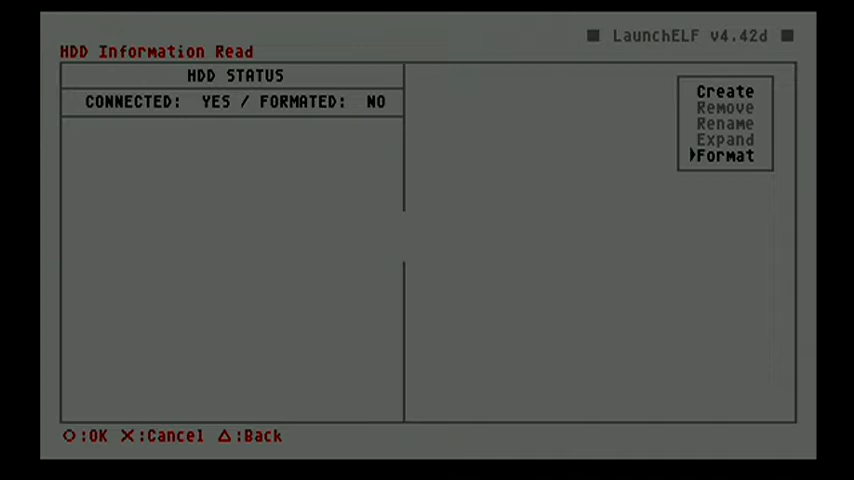 ■ LaunchELF v4.42d ■
HDD Information Read
HDD STATUS
CONNECTED: YES / FORMATED: NO
Create
Remove
Rename
Expand
Format
O:OK X:Cancel △:Back